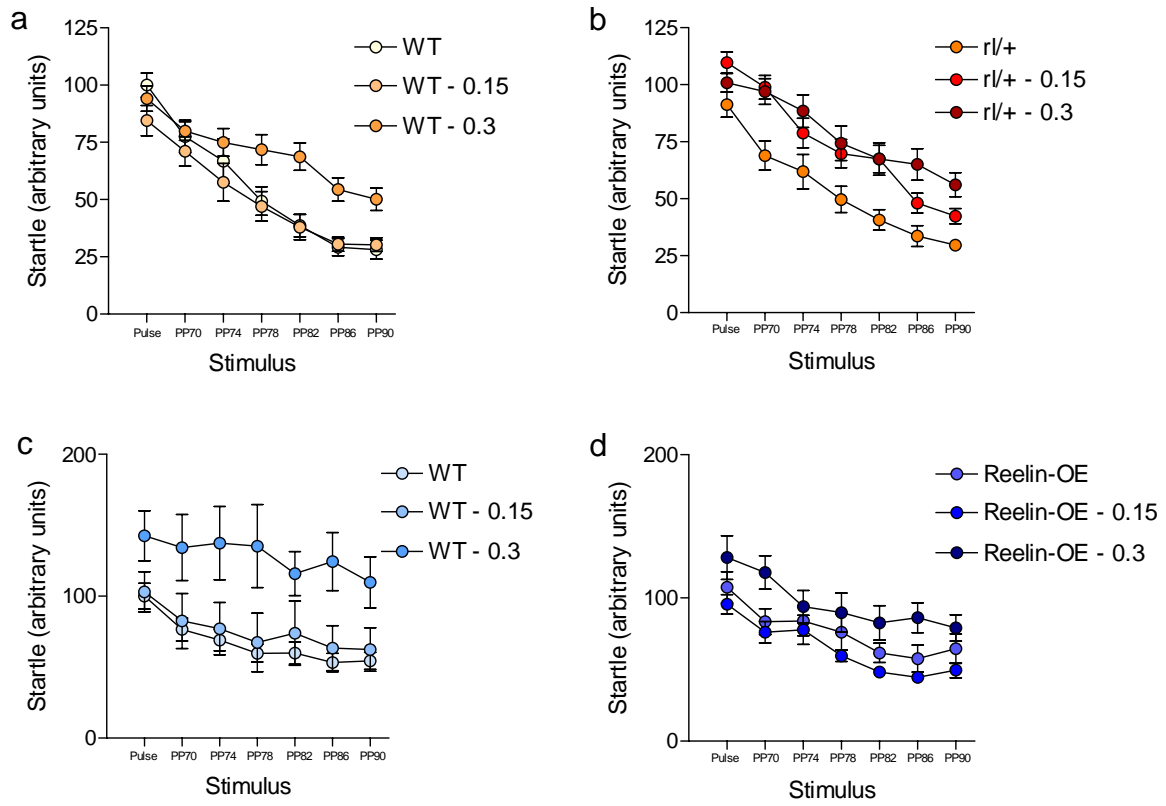 a
Startle (arbitrary units)
125
100
75
50
25
0
WT
WT - 0.15
WT - 0.3
Pulse PP70 PP74 PP78 PP82 PP86 PP90
Stimulus
b
Startle (arbitrary units)
125
100
75
50
25
0
rl/+
rl/+ - 0.15
rl/+ - 0.3
Pulse PP70 PP74 PP78 PP82 PP86 PP90
Stimulus
c
Startle (arbitrary units)
200
100
0
WT
WT - 0.15
WT - 0.3
Pulse PP70 PP74 PP78 PP82 PP86 PP90
Stimulus
d
Startle (arbitrary units)
200
100
0
Reelin-OE
Reelin-OE - 0.15
Reelin-OE - 0.3
Pulse PP70 PP74 PP78 PP82 PP86 PP90
Stimulus